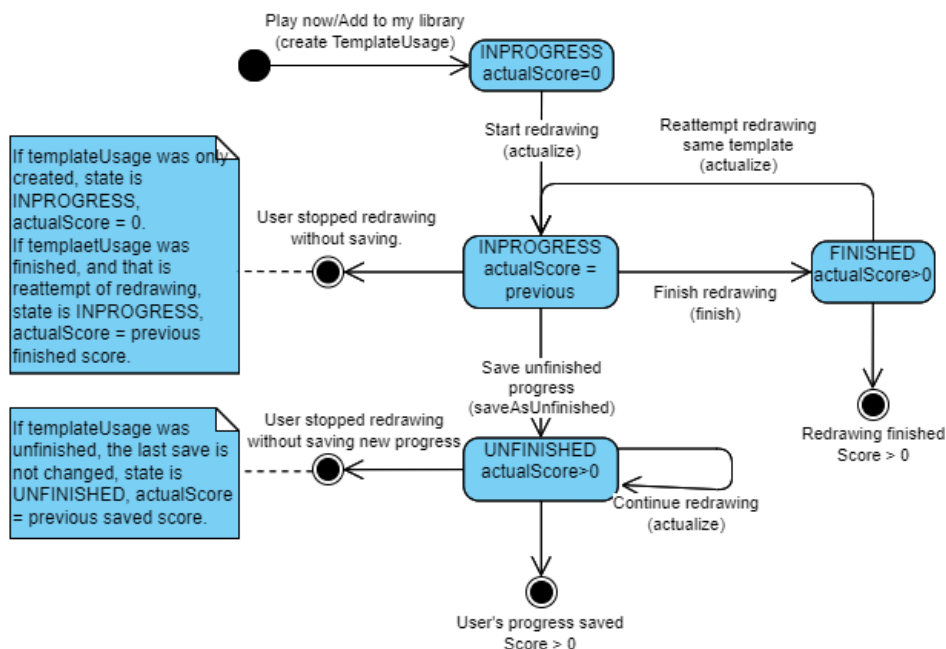 Play now/Add to my library
(create TemplateUsage)
INPROGRESS
actualScore=0
Start redrawing
(actualize)
Reattempt redrawing
same template
(actualize)
If templateUsage was only
created, state is
INPROGRESS,
actualScore = 0.
If templaetUsage was
finished, and that is
reattempt of redrawing,
state is INPROGRESS,
actualScore = previous
finished score.
User stopped redrawing
without saving.
INPROGRESS
actualScore =
previous
Finish redrawing
(finish)
FINISHED
actualScore>0
Save unfinished
progress
(saveAsUnfinished)
Redrawing finished
Score > 0
If templateUsage was
unfinished, the last save is
not changed, state is
UNFINISHED, actualScore
= previous saved score.
User stopped redrawing
without saving new progress
UNFINISHED
actualScore>0
Continue redrawing
(actualize)
User's progress saved
Score > 0